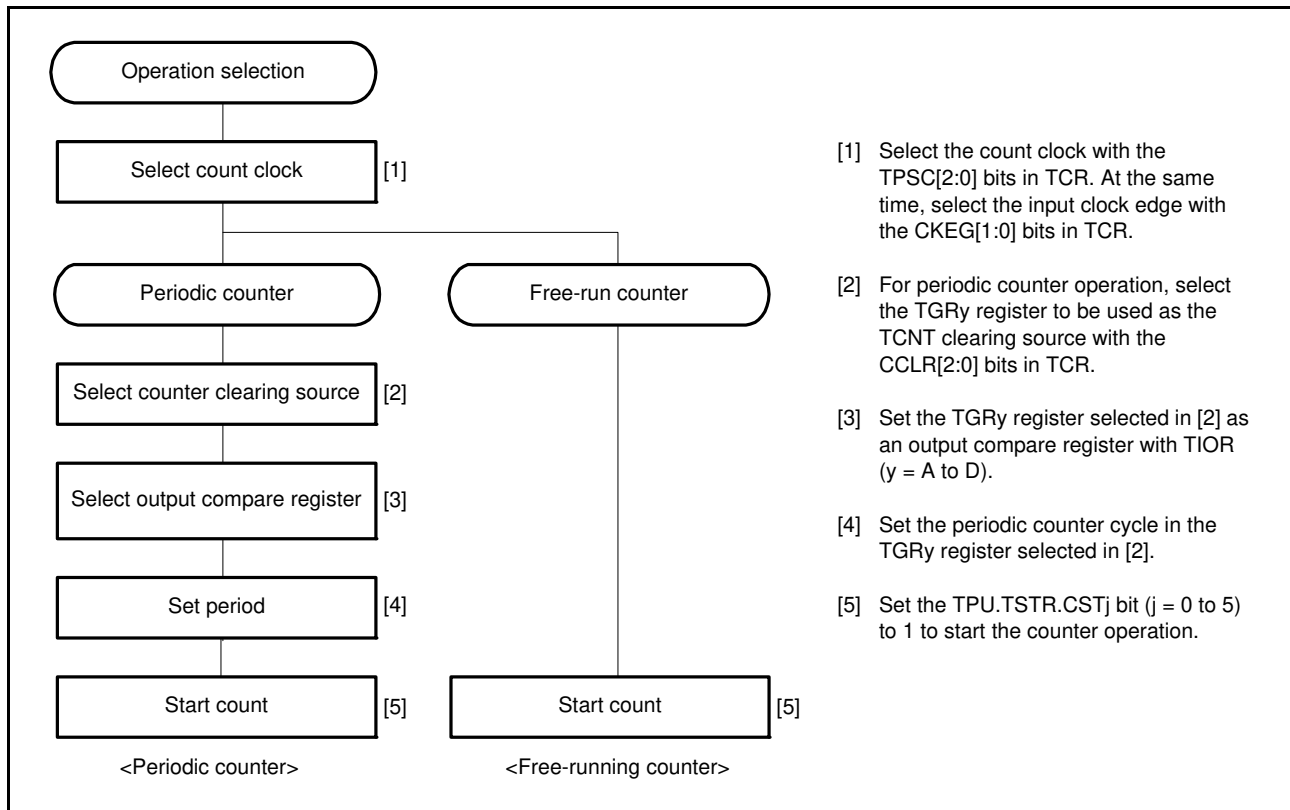 Operation selection
Select count clock [1]
Periodic counter
Free-run counter
Select counter clearing source [2]
Select output compare register [3]
Set period [4]
Start count [5]
Start count [5]
<Periodic counter>
<Free-running counter>
[1] Select the count clock with the
TPSC[2:0] bits in TCR. At the same
time, select the input clock edge with
the CKEG[1:0] bits in TCR.
[2] For periodic counter operation, select
the TGRy register to be used as the
TCNT clearing source with the
CCLR[2:0] bits in TCR.
[3] Set the TGRy register selected in [2] as
an output compare register with TIOR
(y = A to D).
[4] Set the periodic counter cycle in the
TGRy register selected in [2].
[5] Set the TPU.TSTR.CSTj bit (j = 0 to 5)
to 1 to start the counter operation.